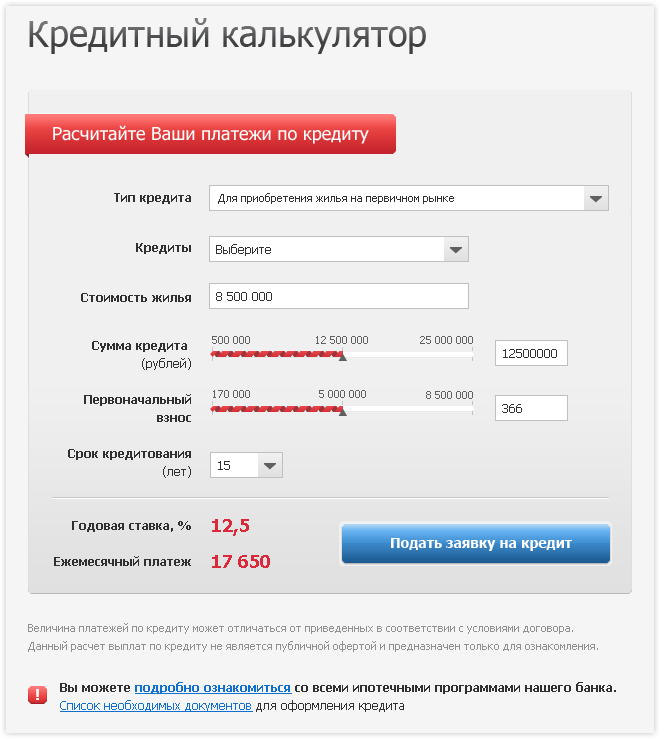 Кредитный калькулятор
Расчитайте Ваши платежи по кредиту
Тип кредита Для приобретения жилья на первичном рынке
Кредиты Выберите
Стоимость жилья 8 500 000
Сумма кредита 500 000 12 500 000 25 000 000
(рублей) 12500000
Первоначальный 170 000 5 000 000 8 500 000
взнос 366
Срок кредитования
(лет) 15
Годовая ставка, % 12,5
Ежемесячный платеж 17 650
Подать заявку на кредит
Величина платежей по кредиту может отличаться от приведенных в соответствии с условиями договора.
Данный расчет выплат по кредиту не является публичной офертой и предназначен только для ознакомления.
! Вы можете подробно ознакомиться со всеми ипотечными программами нашего банка.
Список необходимых документов для оформления кредита